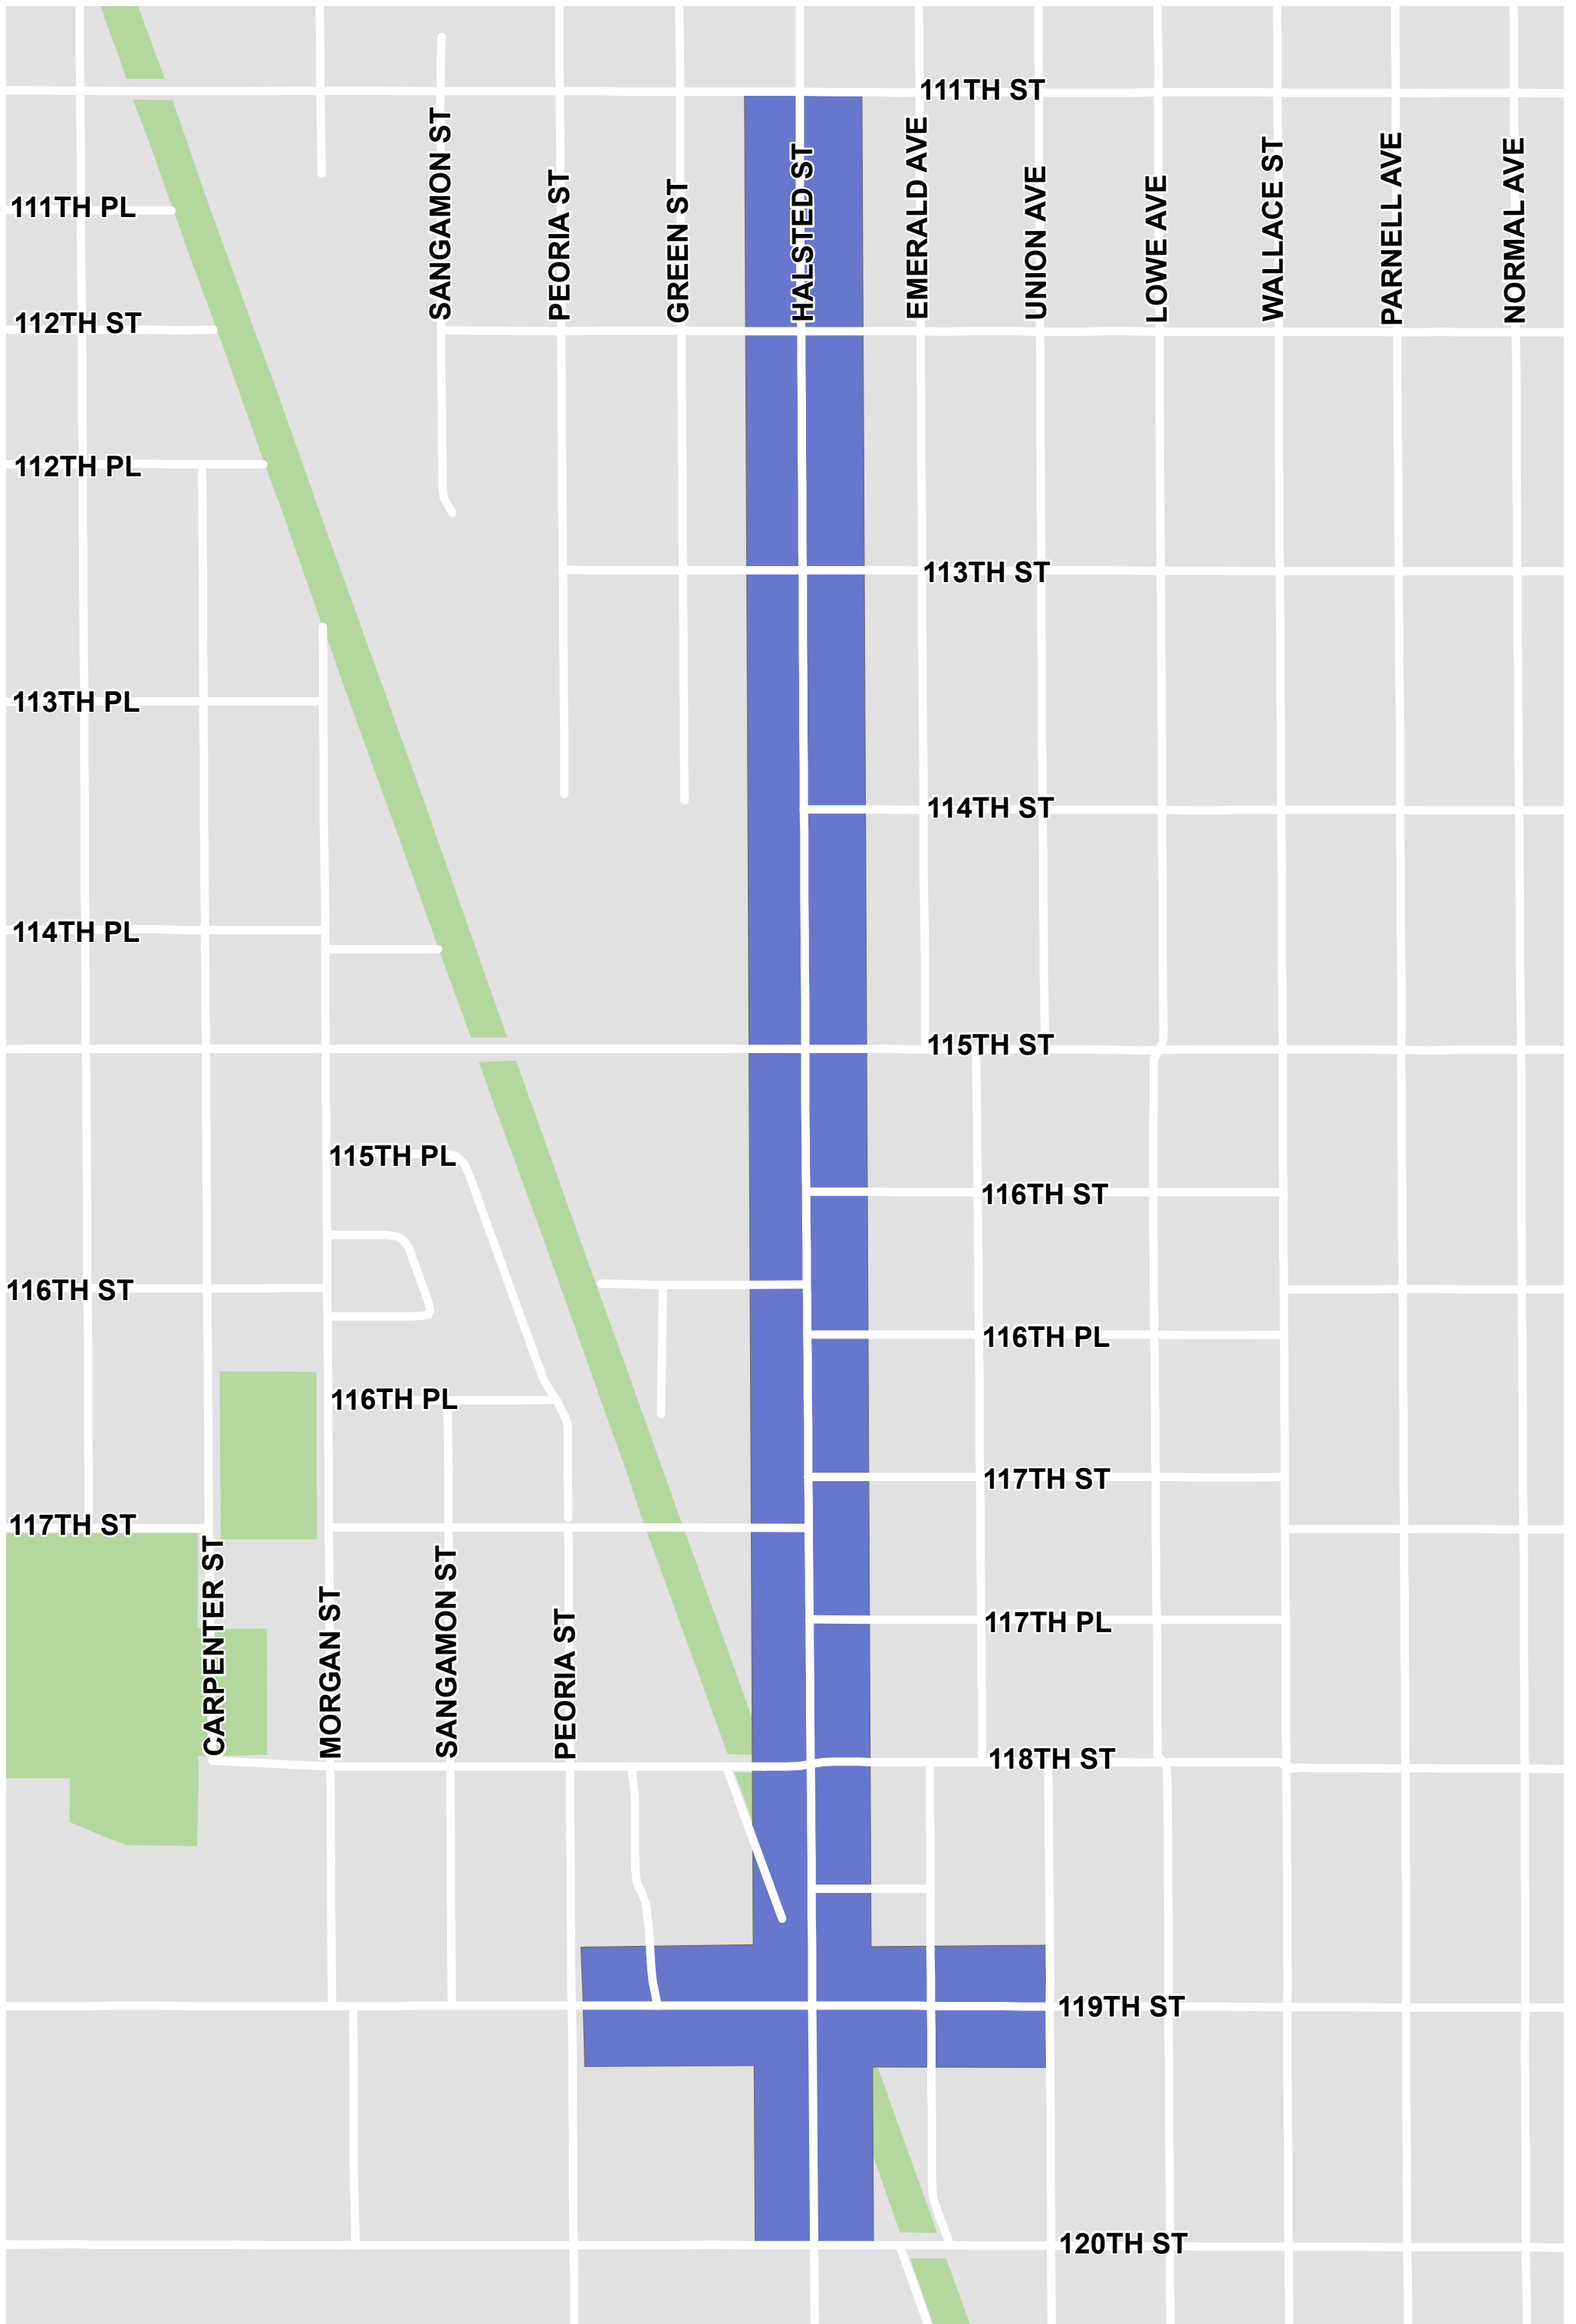 111TH ST
SANGAMON ST
PEORIA ST
GREEN ST
HALSTED ST
EMERALD AVE
UNION AVE
LOWE AVE
WALLACE ST
PARNELL AVE
NORMAL AVE
111TH PL
112TH ST
112TH PL
113TH ST
113TH PL
114TH ST
114TH PL
115TH ST
115TH PL
116TH ST
116TH ST
116TH PL
116TH PL
117TH ST
117TH ST
CARPENTER ST
MORGAN ST
SANGAMON ST
PEORIA ST
117TH PL
118TH ST
119TH ST
120TH ST